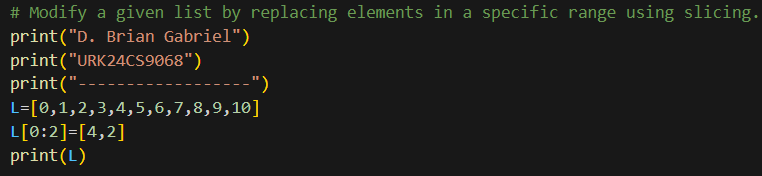 # Modify a given list by replacing elements in a specific range using slicing.
print("D. Brian Gabriel")
print("URK24CS9068")
print("------------------")
L=[0,1,2,3,4,5,6,7,8,9,10]
L[0:2]=[4,2]
print(L)